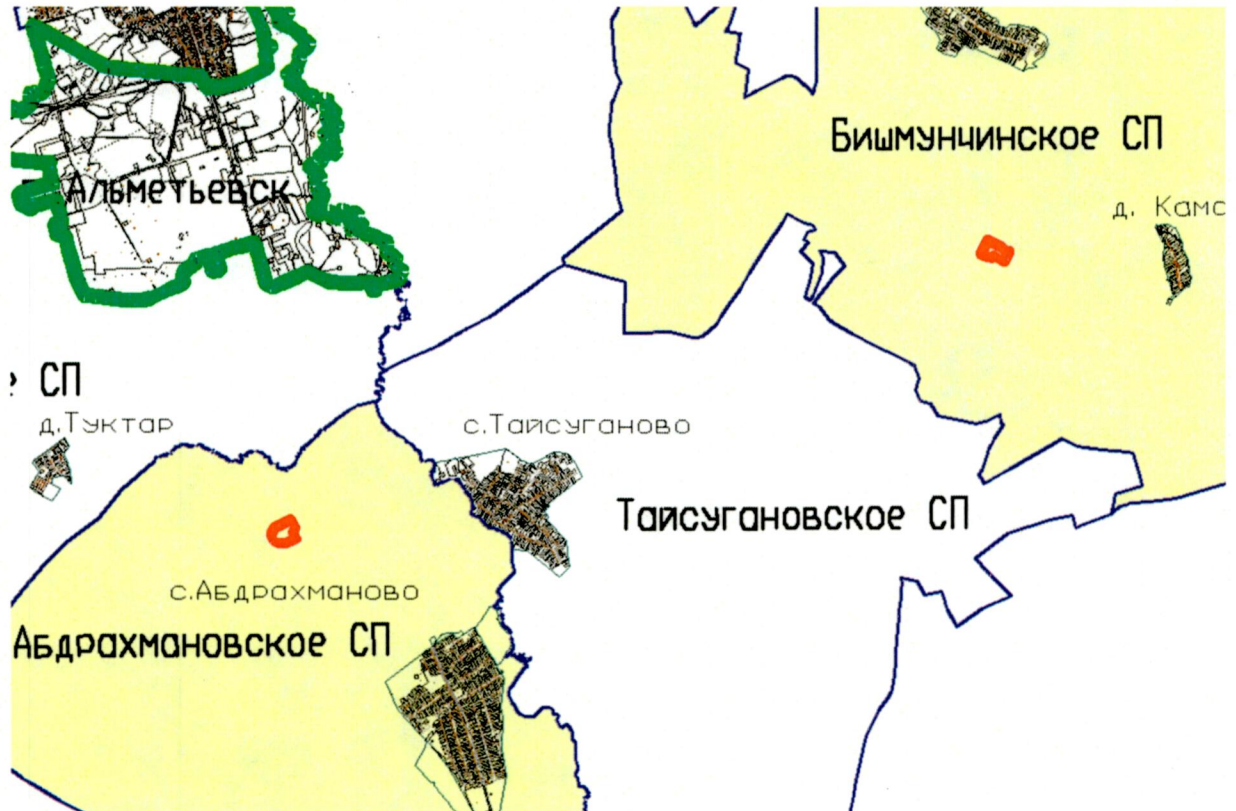 Бишмунчинское СП
Альметьевск
д. Камс
е СП
д.Туктар
с.Тайсуганово
Тайсугановское СП
с.Абдрахманово
Абдрахмановское СП